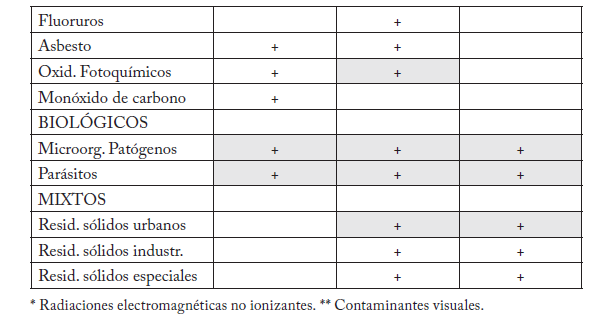 Fluoruros +
Asbesto + +
Oxid. Fotoquímicos + +
Monóxido de carbono +
BIOLÓGICOS
Microorg. Patógenos + + +
Parásitos + + +
MIXTOS
Resid. sólidos urbanos + +
Resid. sólidos industr. + +
Resid. sólidos especiales + +
* Radiaciones electromagnéticas no ionizantes. ** Contaminantes visuales.